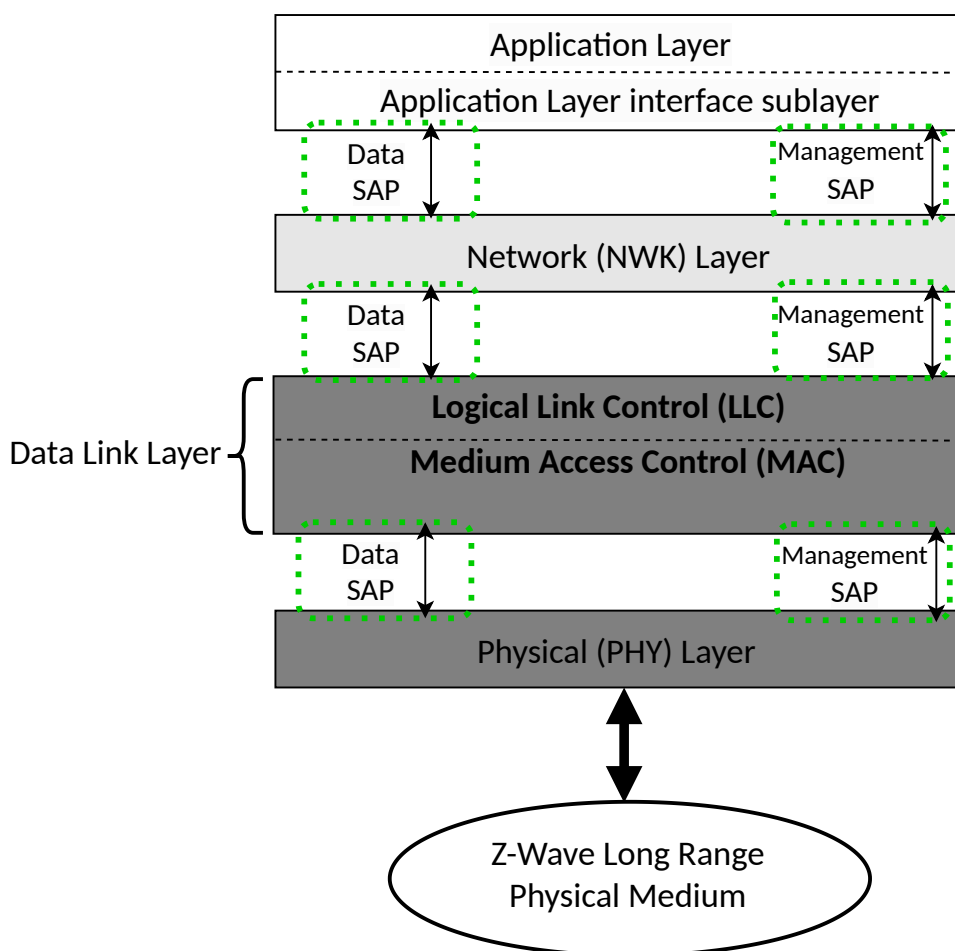 Application Layer
Application Layer interface sublayer
Data
SAP
Management
SAP
Network (NWK) Layer
Data
SAP
Management
SAP
Data Link Layer
Logical Link Control (LLC)
Medium Access Control (MAC)
Data
SAP
Management
SAP
Physical (PHY) Layer
Z-Wave Long Range
Physical Medium